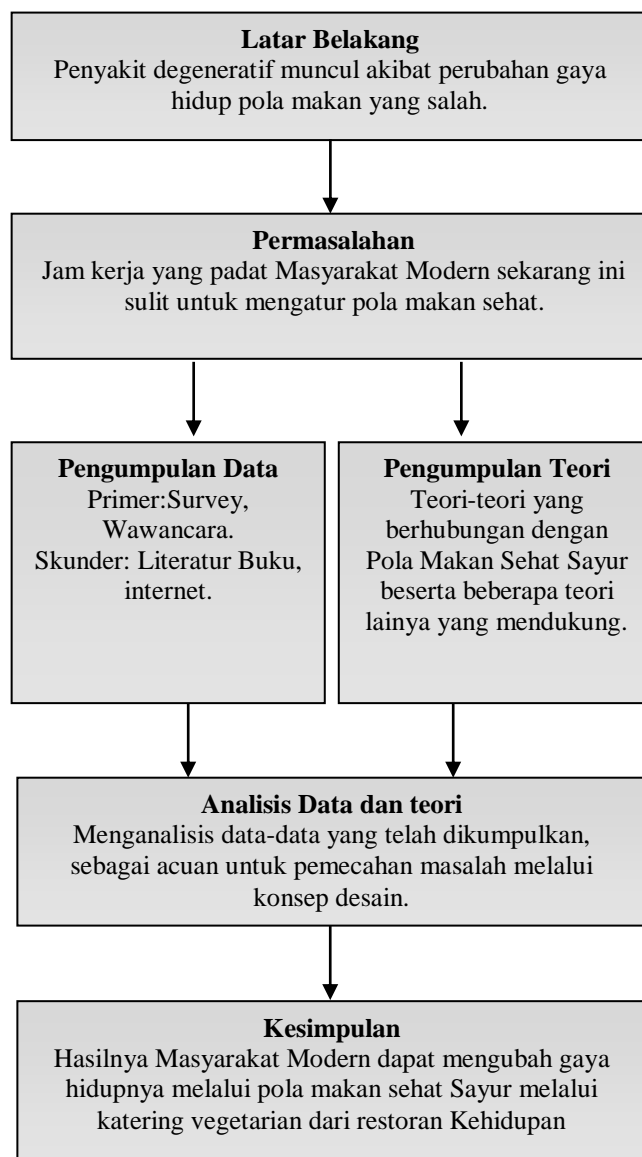 Latar Belakang
Penyakit degeneratif muncul akibat perubahan gaya
hidup pola makan yang salah.
Permasalahan
Jam kerja yang padat Masyarakat Modern sekarang ini
sulit untuk mengatur pola makan sehat.
Pengumpulan Data
Primer:Survey,
Wawancara.
Skunder: Literatur Buku,
internet.
Pengumpulan Teori
Teori-teori yang
berhubungan dengan
Pola Makan Sehat Sayur
beserta beberapa teori
lainya yang mendukung.
Analisis Data dan teori
Menganalisis data-data yang telah dikumpulkan,
sebagai acuan untuk pemecahan masalah melalui
konsep desain.
Kesimpulan
Hasilnya Masyarakat Modern dapat mengubah gaya
hidupnya melalui pola makan sehat Sayur melalui
katering vegetarian dari restoran Kehidupan